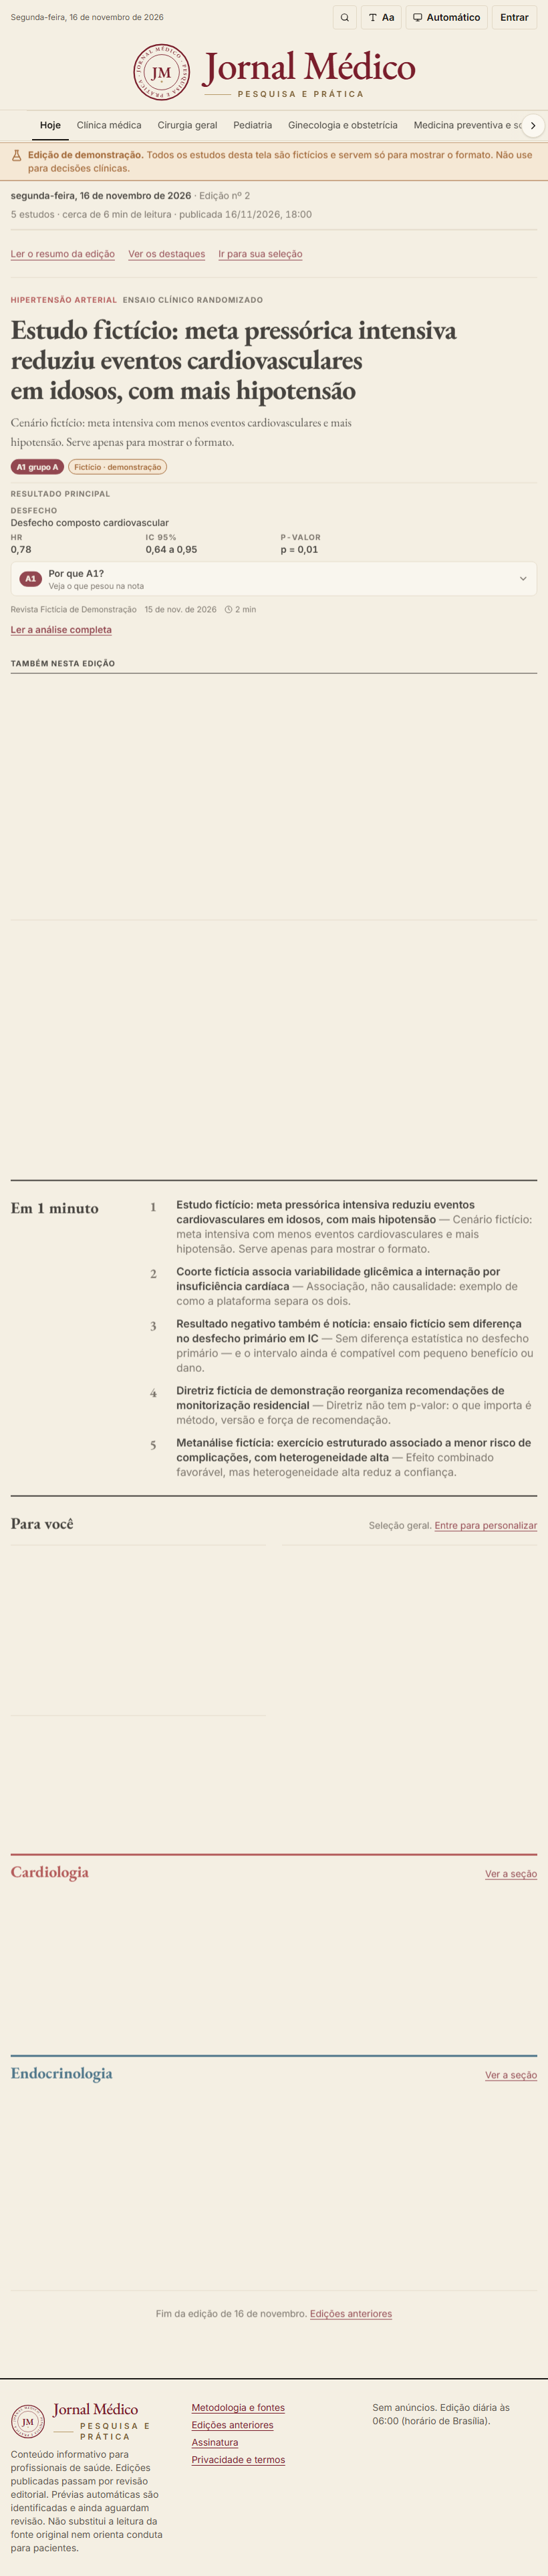 Segunda-feira, 16 de novembro de 2026
Aa
Automático
Entrar
JM
Jornal Médico
PESQUISA E PRÁTICA
Hoje
Clínica médica
Cirurgia geral
Pediatria
Ginecologia e obstetrícia
Medicina preventiva e so
Edição de demonstração. Todos os estudos desta tela são fictícios e servem só para mostrar o formato. Não use
para decisões clínicas.
segunda-feira, 16 de novembro de 2026 · Edição nº 2
5 estudos · cerca de 6 min de leitura · publicada 16/11/2026, 18:00
Ler o resumo da edição
Ver os destaques
Ir para sua seleção
HIPERTENSÃO ARTERIAL ENSAIO CLÍNICO RANDOMIZADO
Estudo fictício: meta pressórica intensiva
reduziu eventos cardiovasculares
em idosos, com mais hipotensão
Cenário fictício: meta intensiva com menos eventos cardiovasculares e mais
hipotensão. Serve apenas para mostrar o formato.
A1 grupo A
Fictício · demonstração
RESULTADO PRINCIPAL
DESFECHO
Desfecho composto cardiovascular
HR
IC 95%
P-VALOR
0,78
0,64 a 0,95
p = 0,01
A1
Por que A1?
Veja o que pesou na nota
Revista Fictícia de Demonstração
15 de nov. de 2026
2 min
Ler a análise completa
TAMBÉM NESTA EDIÇÃO
Em 1 minuto
1
Estudo fictício: meta pressórica intensiva reduziu eventos
cardiovasculares em idosos, com mais hipotensão — Cenário fictício:
meta intensiva com menos eventos cardiovasculares e mais
hipotensão. Serve apenas para mostrar o formato.
2
Coorte fictícia associa variabilidade glicêmica a internação por
insuficiência cardíaca — Associação, não causalidade: exemplo de
como a plataforma separa os dois.
3
Resultado negativo também é notícia: ensaio fictício sem diferença
no desfecho primário em IC — Sem diferença estatística no desfecho
primário — e o intervalo ainda é compatível com pequeno benefício ou
dano.
4
Diretriz fictícia de demonstração reorganiza recomendações de
monitorização residencial — Diretriz não tem p-valor: o que importa é
método, versão e força de recomendação.
5
Metanálise fictícia: exercício estruturado associado a menor risco de
complicações, com heterogeneidade alta — Efeito combinado
favorável, mas heterogeneidade alta reduz a confiança.
Para você
Seleção geral. Entre para personalizar
Cardiologia
Ver a seção
Endocrinologia
Ver a seção
Fim da edição de 16 de novembro. Edições anteriores
JM
Jornal Médico
PESQUISA E
PRÁTICA
Conteúdo informativo para
profissionais de saúde. Edições
publicadas passam por revisão
editorial. Prévias automáticas são
identificadas e ainda aguardam
revisão. Não substitui a leitura da
fonte original nem orienta conduta
para pacientes.
Metodologia e fontes
Edições anteriores
Assinatura
Privacidade e termos
Sem anúncios. Edição diária às
06:00 (horário de Brasília).